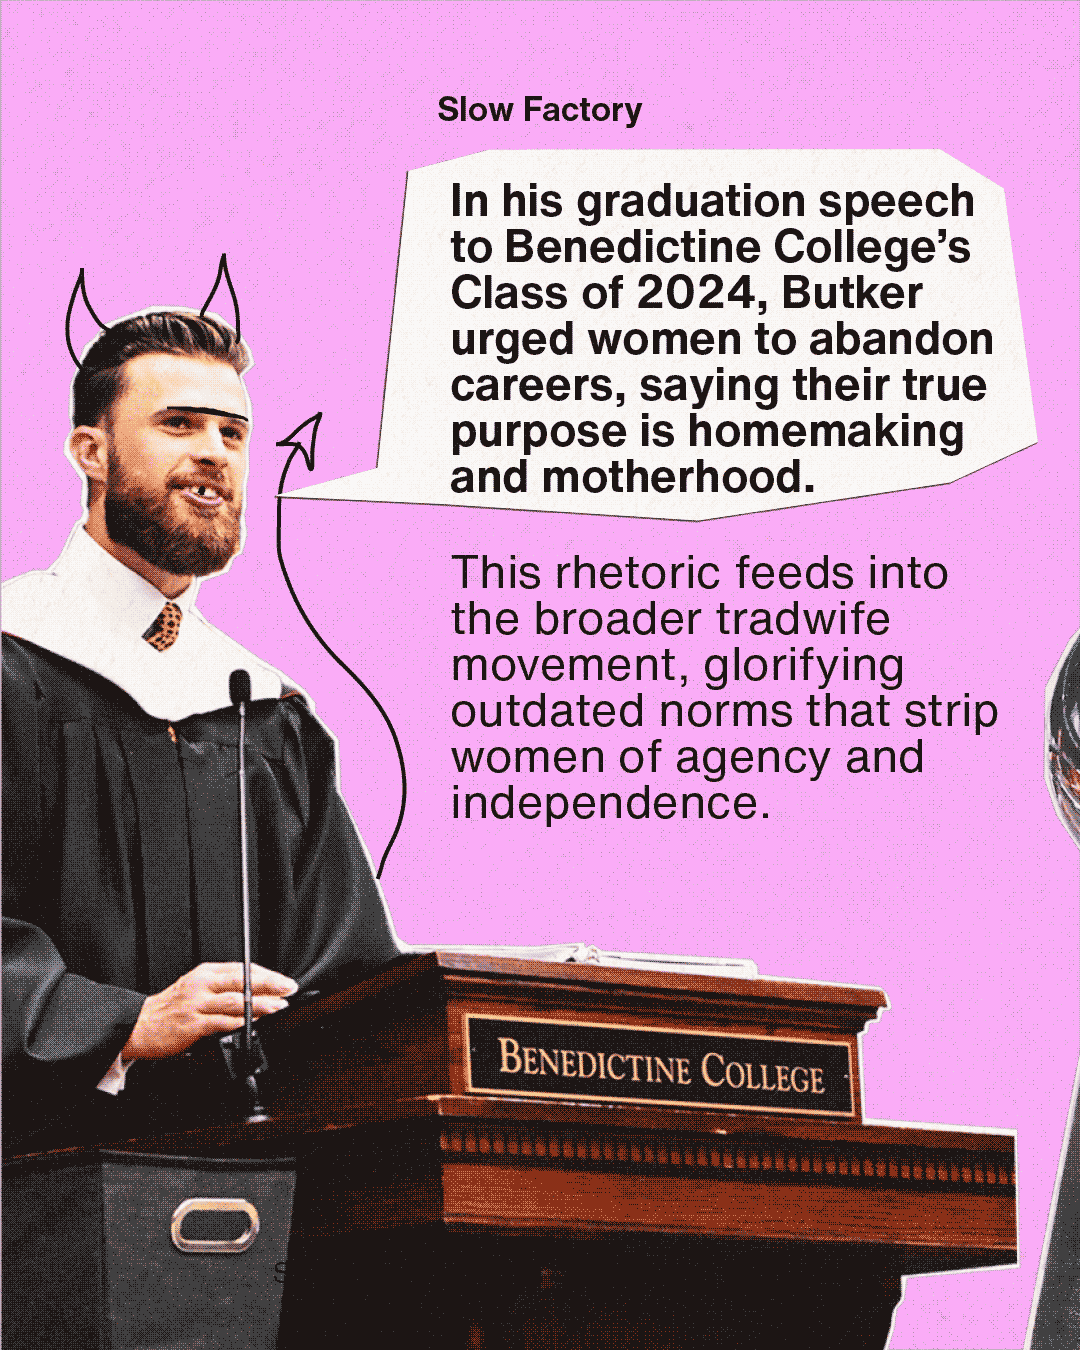 Slow Factory
In his graduation speech
to Benedictine College’s
Class of 2024, Butker
urged women to abandon
careers, saying their true
purpose is homemaking
and motherhood.
This rhetoric feeds into
the broader tradwife
movement, glorifying
outdated norms that strip
women of agency and
independence.
BENEDICTINE COLLEGE